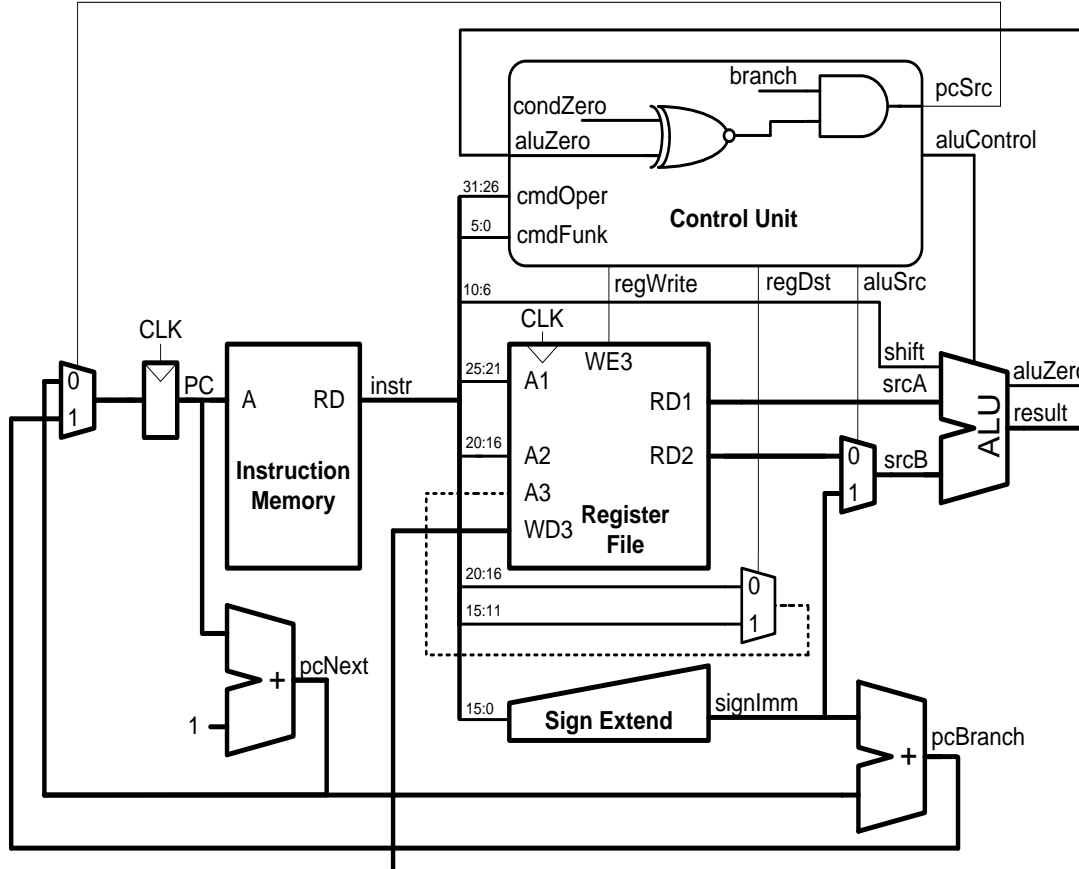 branch
pcSrc
condZero
aluZero
aluControl
31:26
cmdOper
5:0
cmdFunk
Control Unit
regWrite
regDst
aluSrc
10:6
CLK
CLK
shift
0
1
PC
A
RD
instr
25:21
A1
WE3
RD1
srcA
ALU
aluZero
result
Instruction
Memory
20:16
A2
RD2
0
1
srcB
A3
WD3
Register
File
20:16
15:11
0
1
pcNext
+
1
15:0
Sign Extend
signImm
+
pcBranch